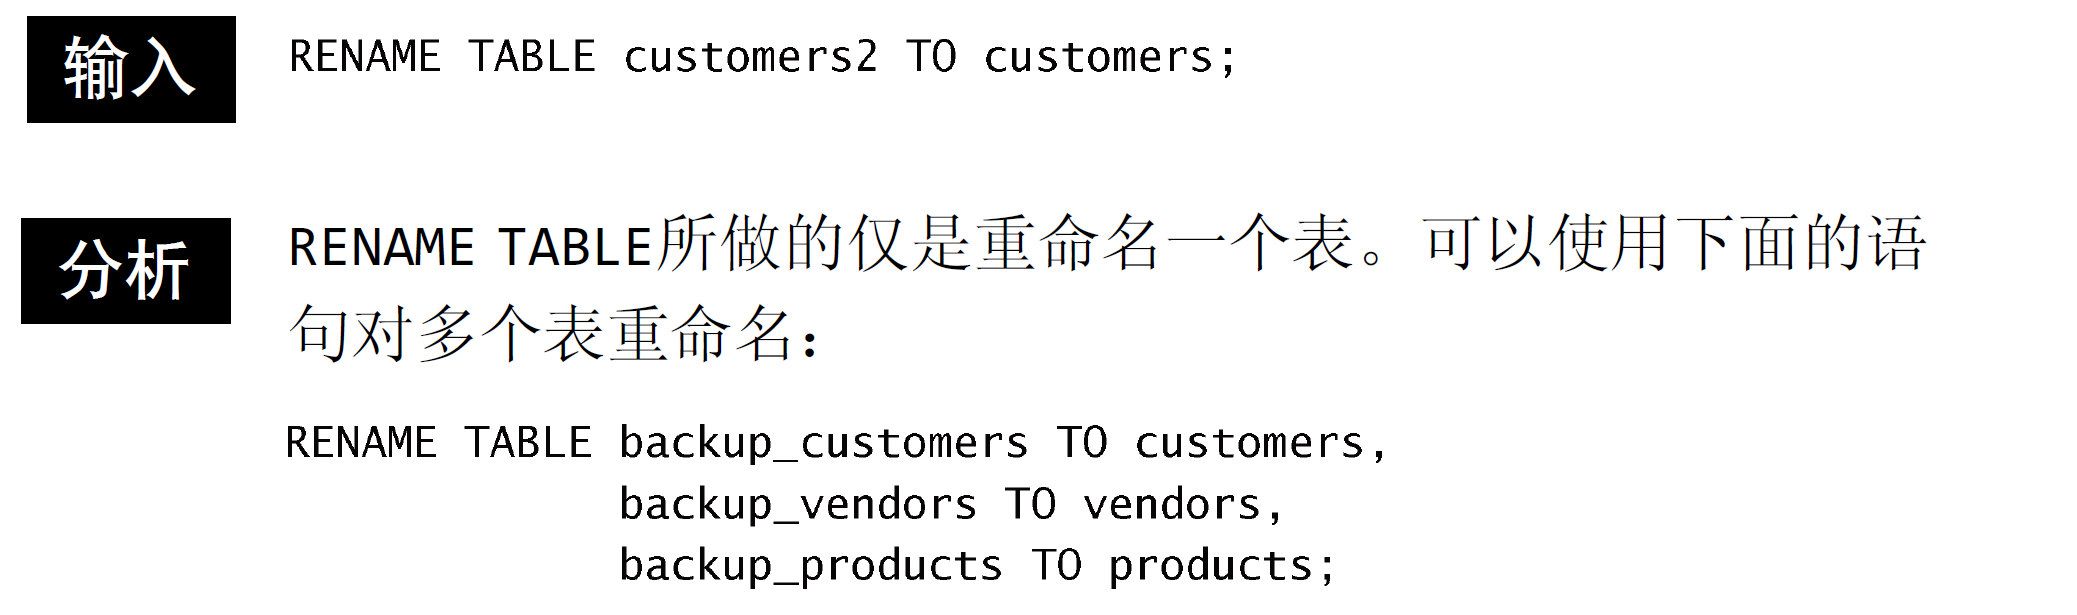 输入
RENAME TABLE customers2 TO customers;
分析
RENAME TABLE所做的仅是重命名一个表。可以使用下面的语
句对多个表重命名：
RENAME TABLE backup_customers TO customers,
backup_vendors TO vendors,
backup_products TO products;